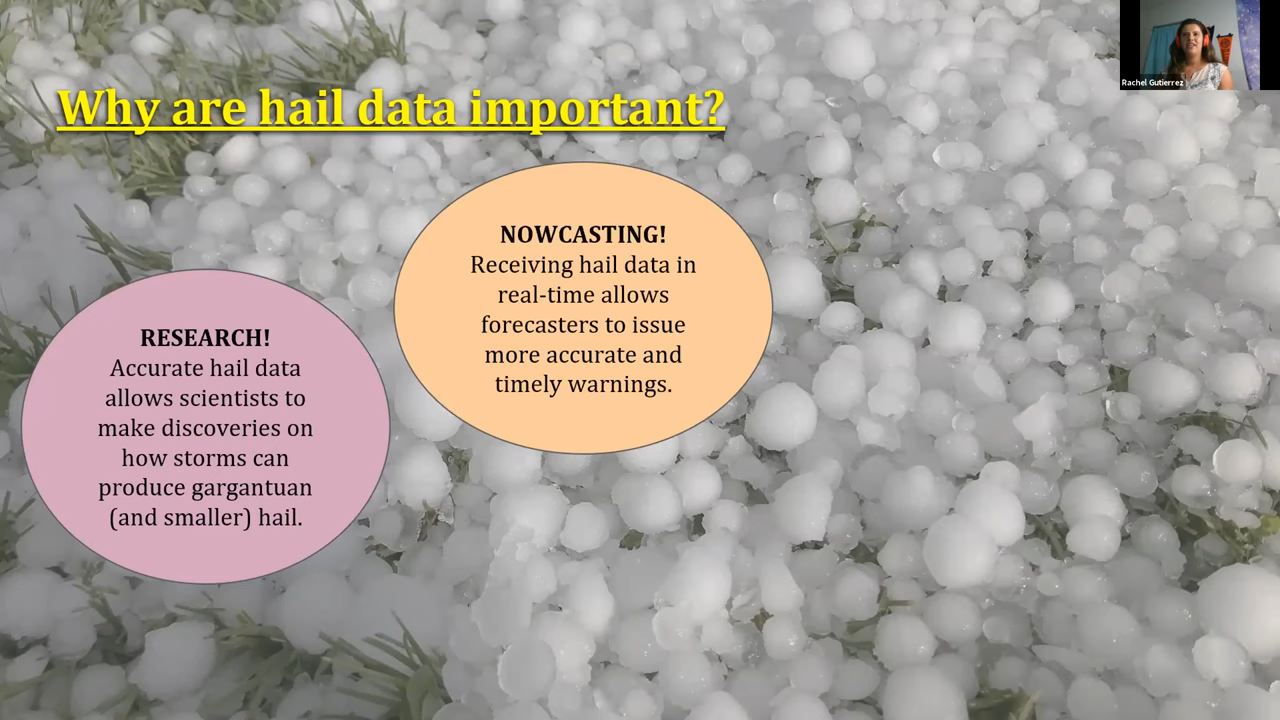 Why are hail data important?
Rachel Gutierrez
RESEARCH!
Accurate hail data
allows scientists to
make discoveries on
how storms can
produce gargantuan
(and smaller) hail.
NOWCASTING!
Receiving hail data in
real-time allows
forecasters to issue
more accurate and
timely warnings.